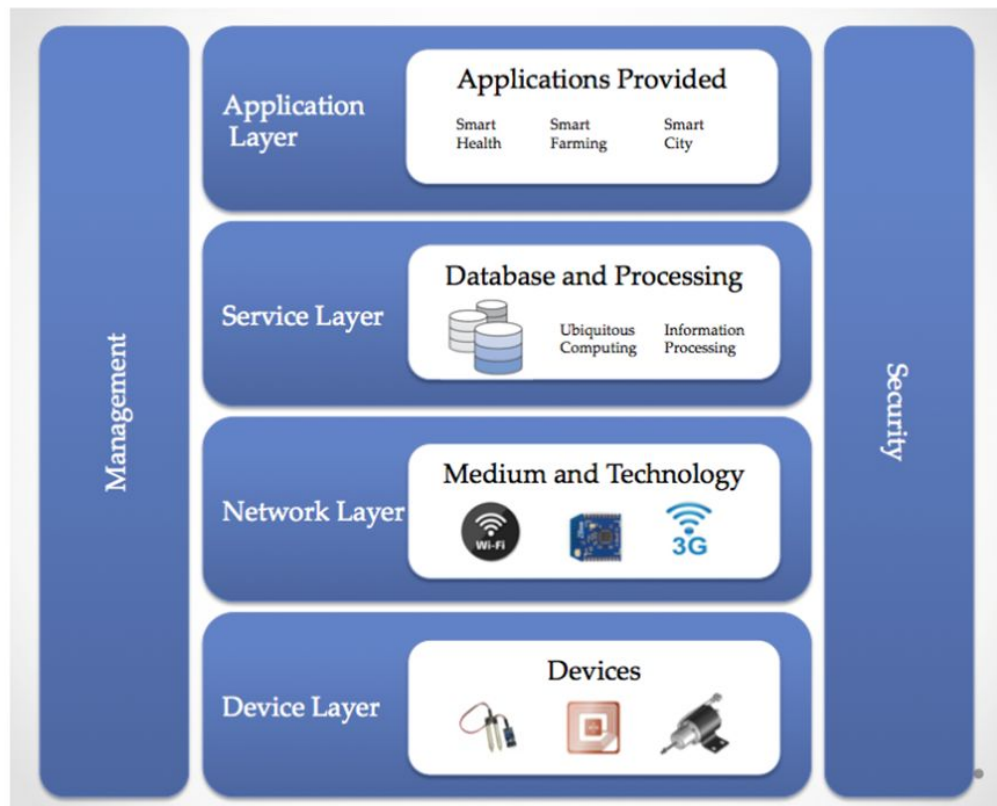 Management
Application
Layer
Applications Provided
Smart
Health
Smart
Farming
Smart
City
Service Layer
Database and Processing
Ubiquitous
Computing
Information
Processing
Network Layer
Medium and Technology
Wi-Fi
3G
Device Layer
Devices
Security